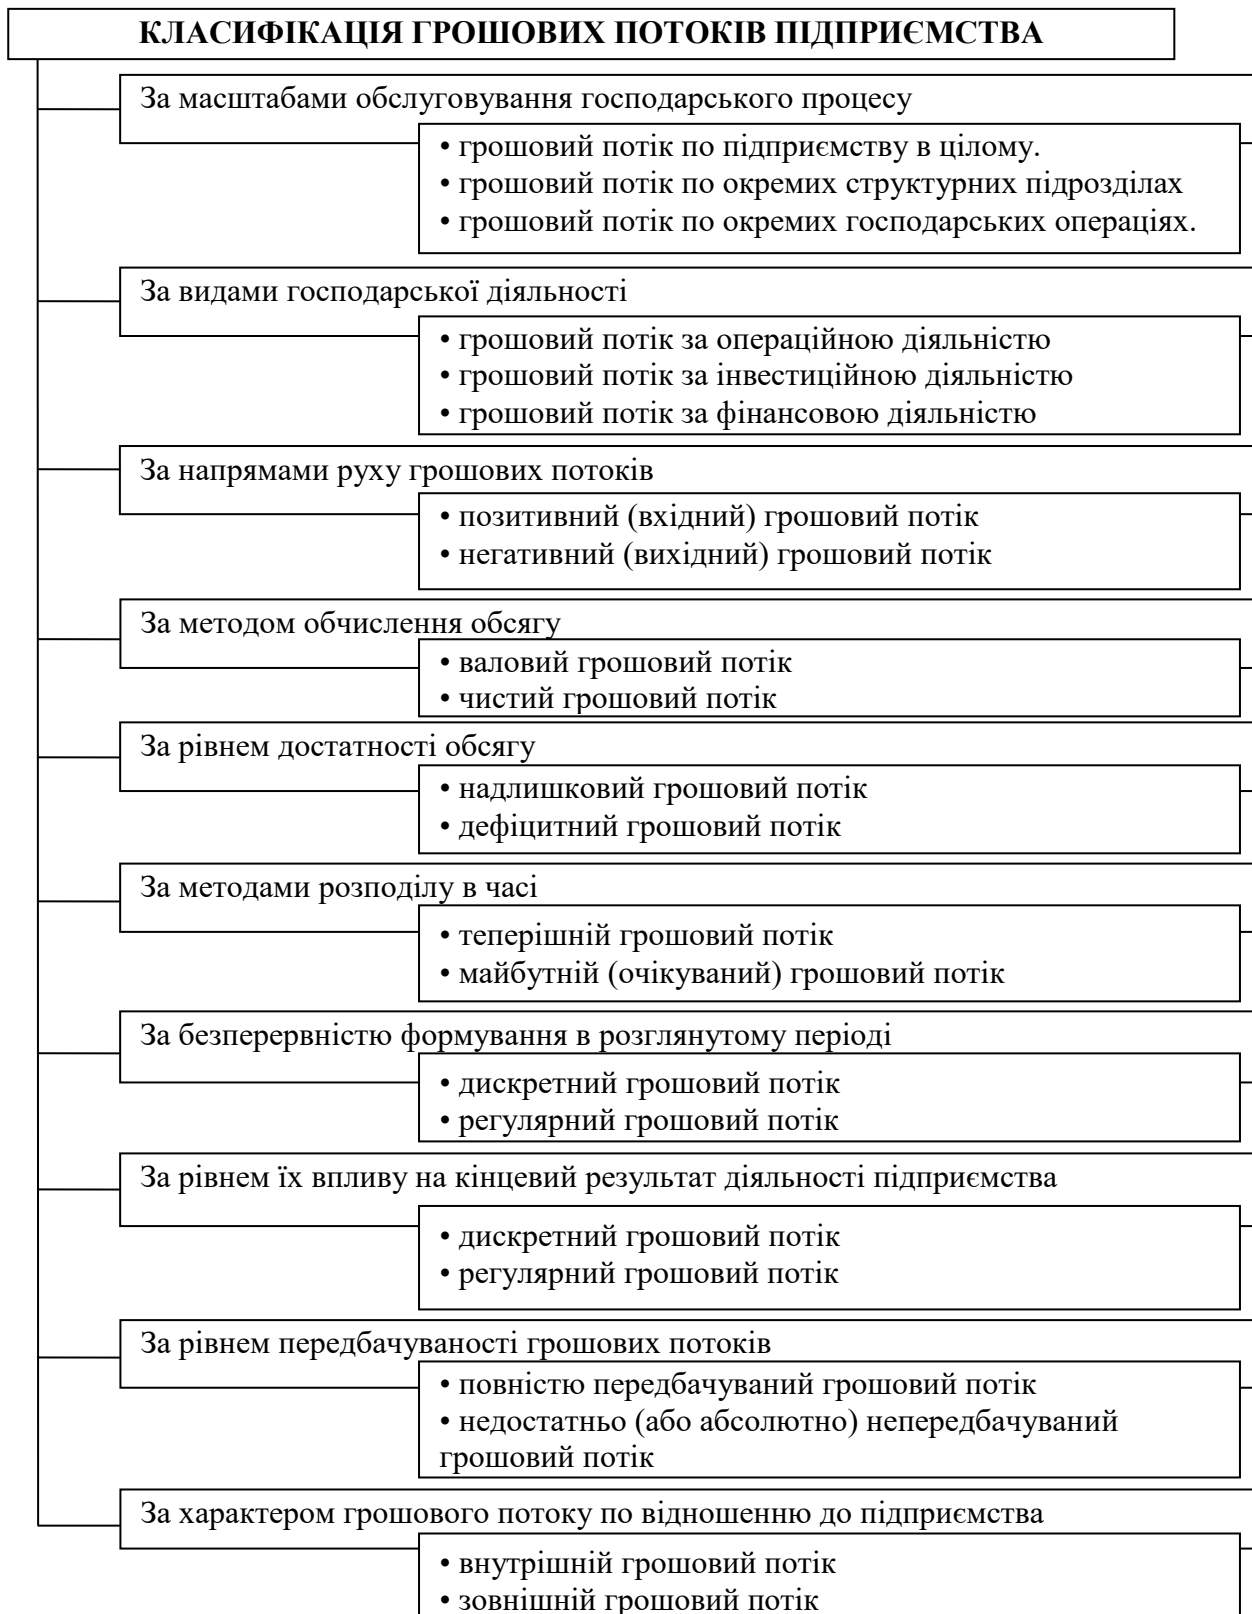 КЛАСИФІКАЦІЯ ГРОШОВИХ ПОТОКІВ ПІДПРИЄМСТВА
За масштабами обслуговування господарського процесу
• грошовий потік по підприємству в цілому.
• грошовий потік по окремих структурних підрозділах
• грошовий потік по окремих господарських операціях.
За видами господарської діяльності
• грошовий потік за операційною діяльністю
• грошовий потік за інвестиційною діяльністю
• грошовий потік за фінансовою діяльністю
За напрямами руху грошових потоків
• позитивний (вхідний) грошовий потік
• негативний (вихідний) грошовий потік
За методом обчислення обсягу
• валовий грошовий потік
• чистий грошовий потік
За рівнем достатності обсягу
• надлишковий грошовий потік
• дефіцитний грошовий потік
За методами розподілу в часі
• теперішній грошовий потік
• майбутній (очікуваний) грошовий потік
За безперервністю формування в розглянутому періоді
• дискретний грошовий потік
• регулярний грошовий потік
За рівнем їх впливу на кінцевий результат діяльності підприємства
• дискретний грошовий потік
• регулярний грошовий потік
За рівнем передбачуваності грошових потоків
• повністю передбачуваний грошовий потік
• недостатньо (або абсолютно) непередбачуваний
грошовий потік
За характером грошового потоку по відношенню до підприємства
• внутрішній грошовий потік
• зовнішній грошовий потік